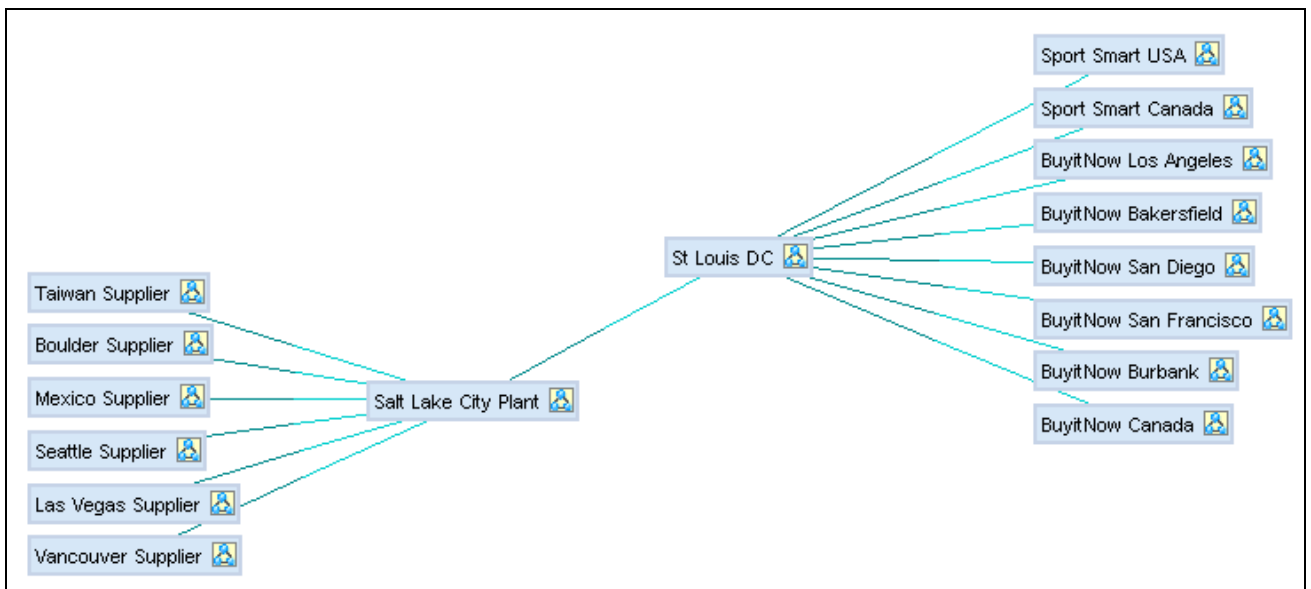 Sport Smart USA
Sport Smart Canada
BuyitNow Los Angeles
BuyitNow Bakersfield
St Louis DC
BuyitNow San Diego
Taiwan Supplier
BuyitNow San Francisco
Boulder Supplier
BuyitNow Burbank
Mexico Supplier
Salt Lake City Plant
BuyitNow Canada
Seattle Supplier
Las Vegas Supplier
Vancouver Supplier